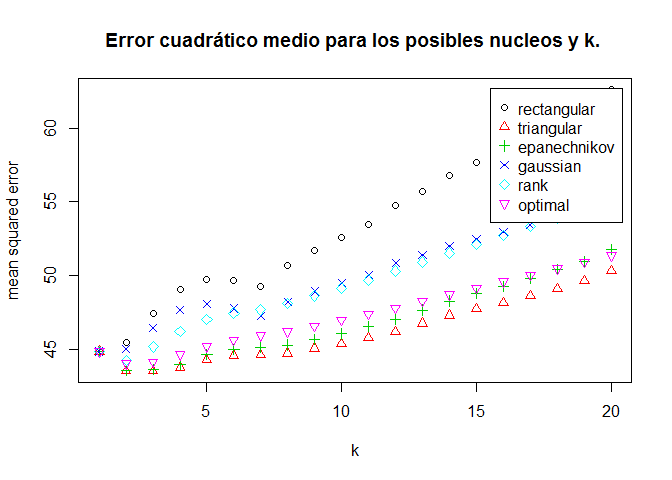 Error cuadrático medio para los posibles nucleos y k.
mean squared error
60
55
50
45
rectangular
triangular
epanechnikov
gaussian
rank
optimal
5
10
15
20
k